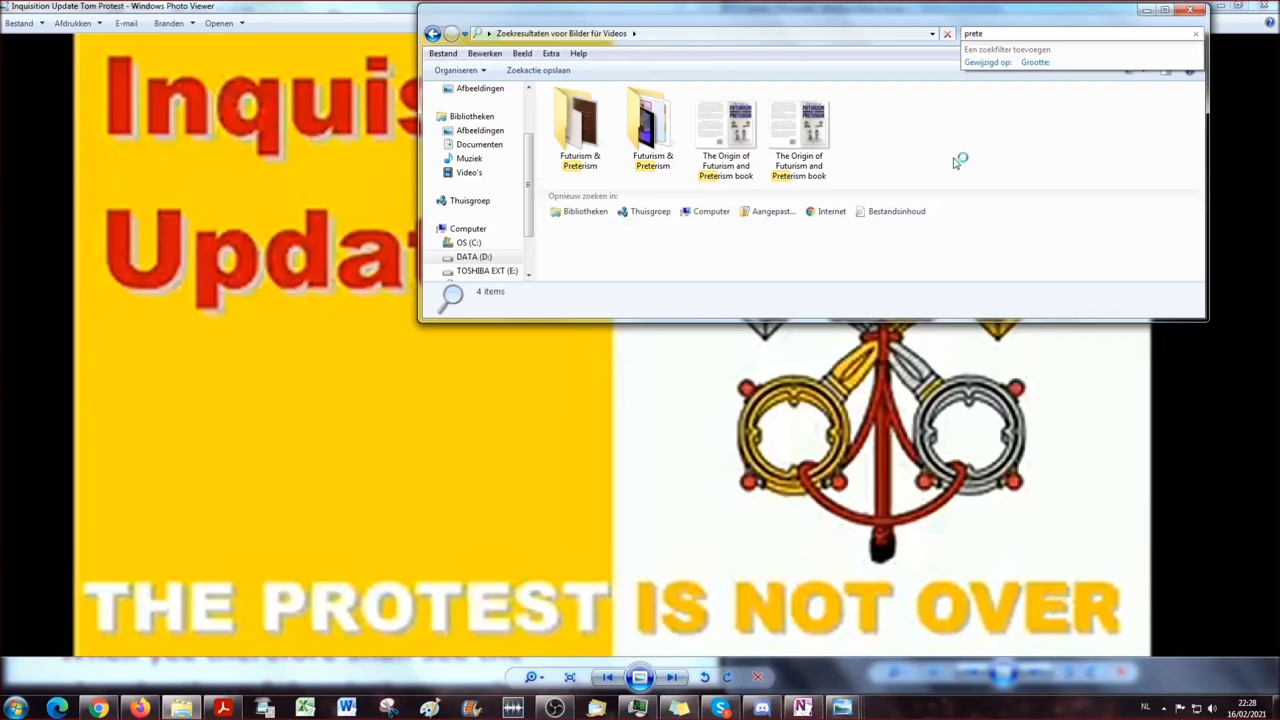 Inquisition Update Tom Protest - Windows Photo Viewer
Bestand Afdrukken E-mail Branden Openen
Zoekresultaten voor Bilder für Videos
prete
Een zoekfilter toevoegen
Gewijzigd op: Grootte:
Bestand Bewerken Beeld Extra Help
Organiseren Zoekactie opslaan
Afbeeldingen
Bibliotheken
Afbeeldingen
Documenten
Muziek
Video's
Thuisgroep
Computer
OS (C:)
DATA (D:)
TOSHIBA EXT (E:)
Futurism &
Preterism
Futurism &
Preterism
The Origin of
Futurism and
Preterism book
The Origin of
Futurism and
Preterism book
Opnieuw zoeken in:
Bibliotheken Thuisgroep Computer Aangepast... Internet Bestandsinhoud
4 items
Inquis
Updat
THE PROTEST IS NOT OVER
NL
22:28
16/02/2021